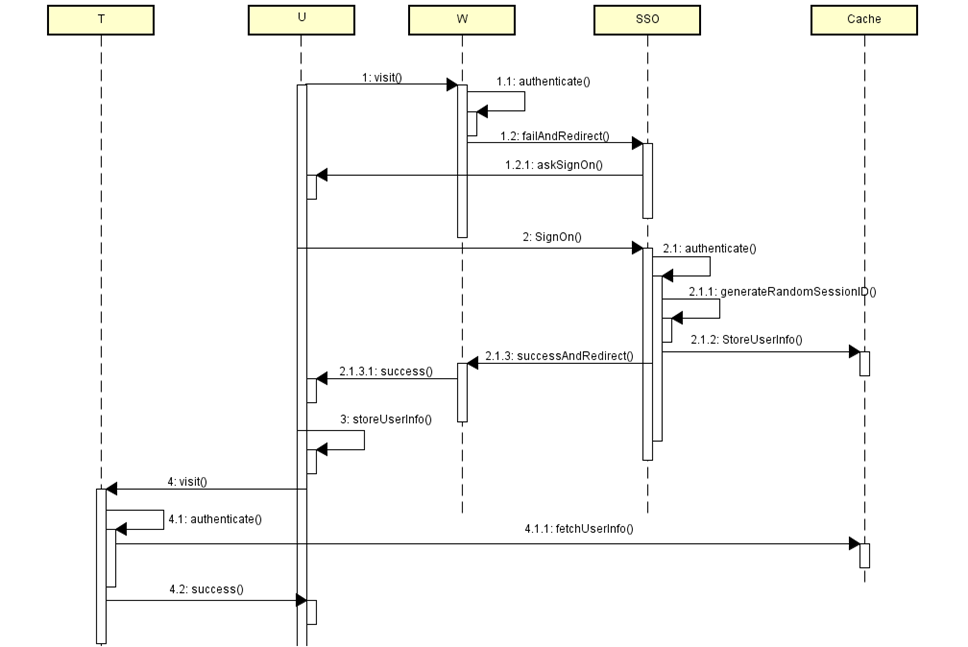 T
U
W
SSO
Cache
1: visit()
1.1: authenticate()
1.2: failAndRedirect()
1.2.1: askSignOn()
2: SignOn()
2.1: authenticate()
2.1.1: generateRandomSessionID()
2.1.2: StoreUserInfo()
2.1.3: successAndRedirect()
2.1.3.1: success()
3: storeUserInfo()
4: visit()
4.1: authenticate()
4.1.1: fetchUserInfo()
4.2: success()